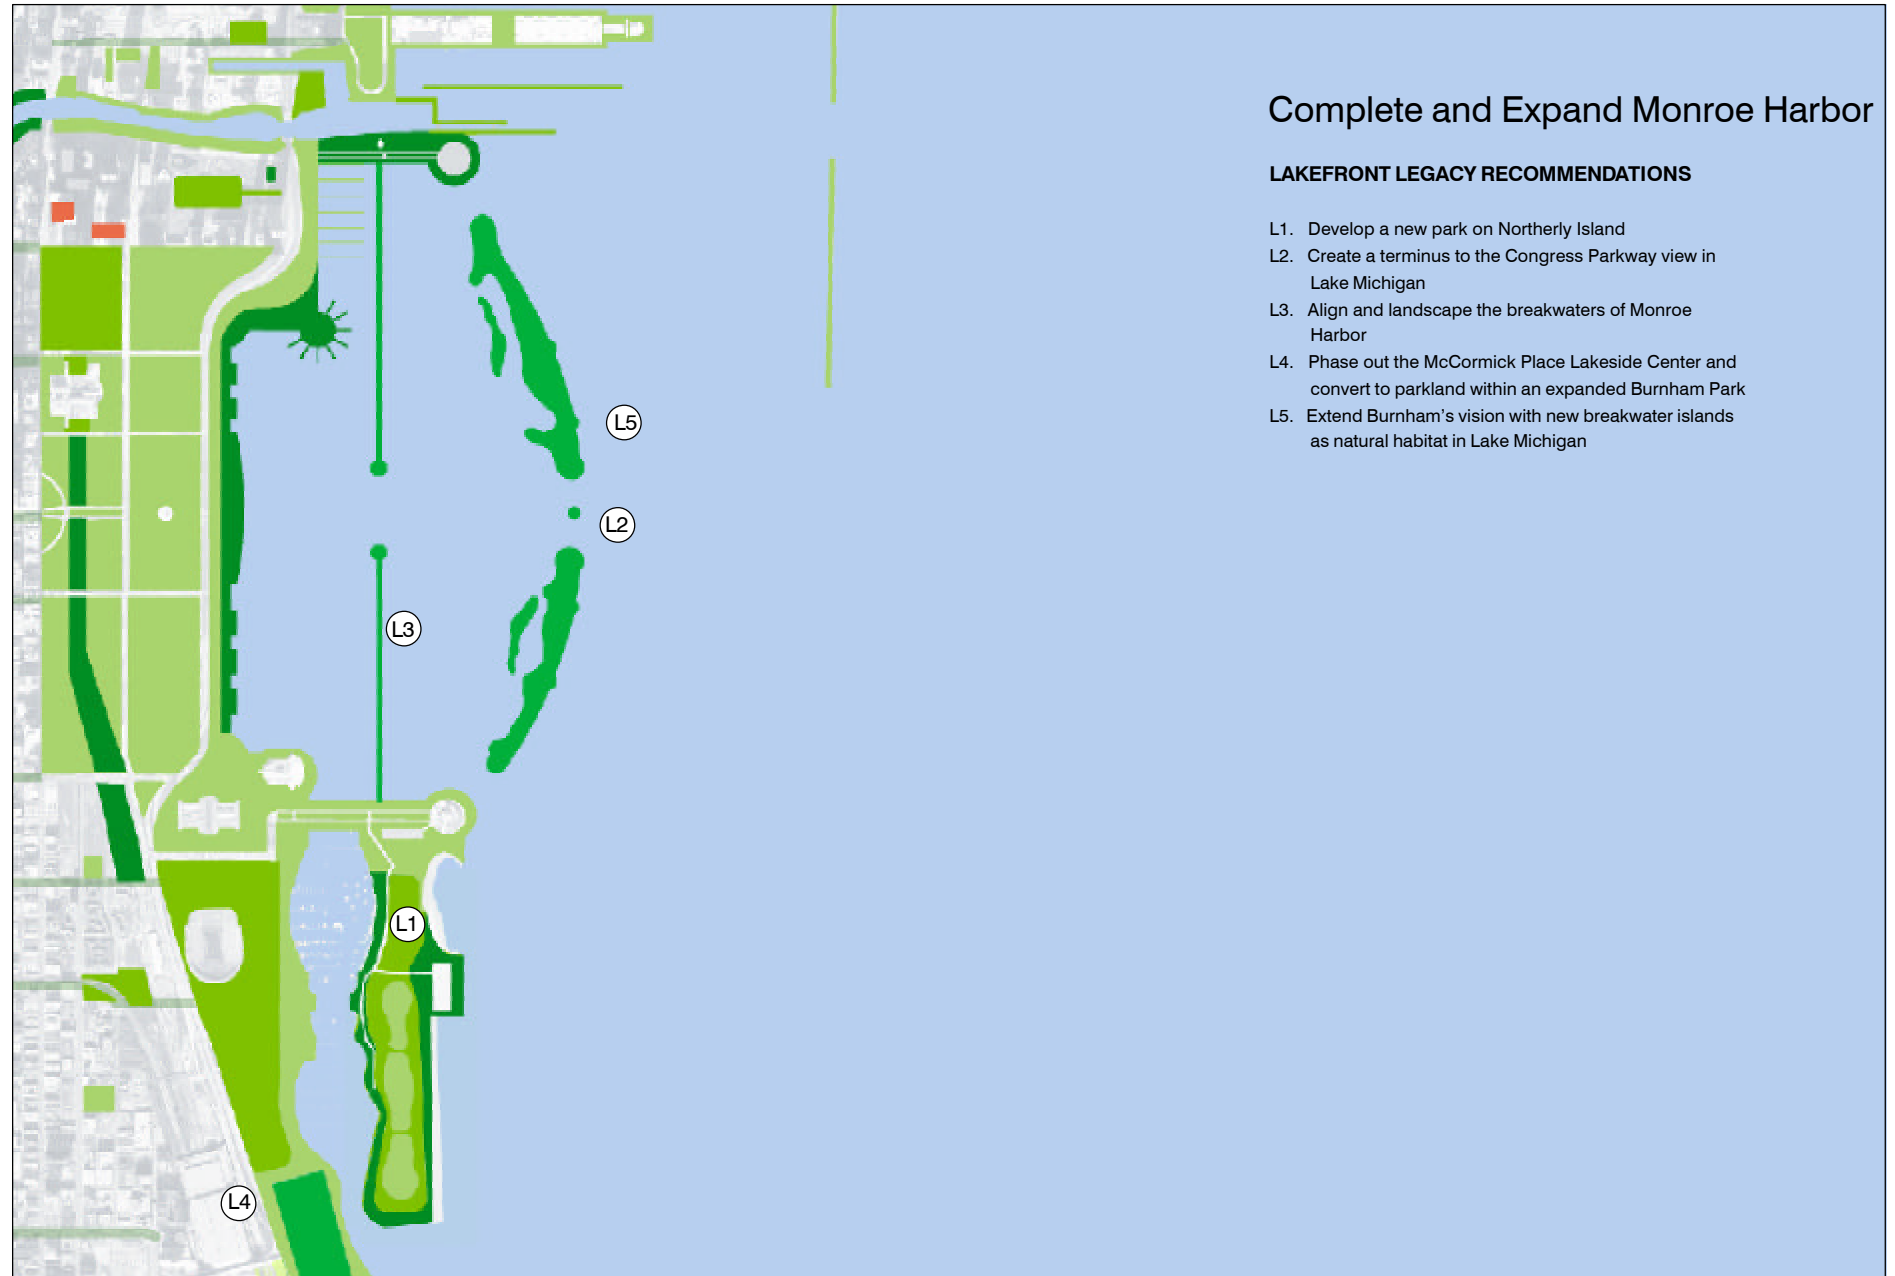 Complete and Expand Monroe Harbor
LAKEFRONT LEGACY RECOMMENDATIONS
L1. Develop a new park on Northerly Island
L2. Create a terminus to the Congress Parkway view in
Lake Michigan
L3. Align and landscape the breakwaters of Monroe
Harbor
L4. Phase out the McCormick Place Lakeside Center and
convert to parkland within an expanded Burnham Park
L5. Extend Burnham's vision with new breakwater islands
as natural habitat in Lake Michigan
L5
L2
L3
L1
L4